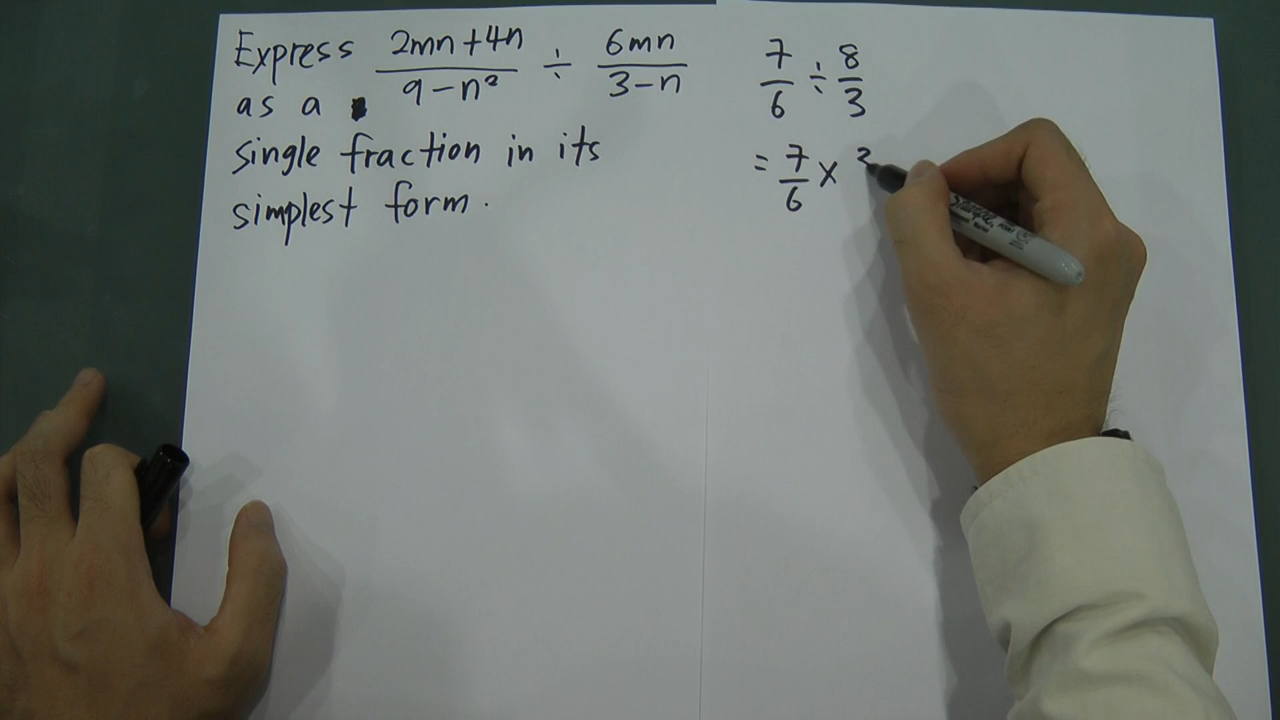 Express (2mn+4n)/(9-n²) ÷ (6mn)/(3-n)
as a
single fraction in its
simplest form.
7/6 ÷ 8/3
= 7/6 ×